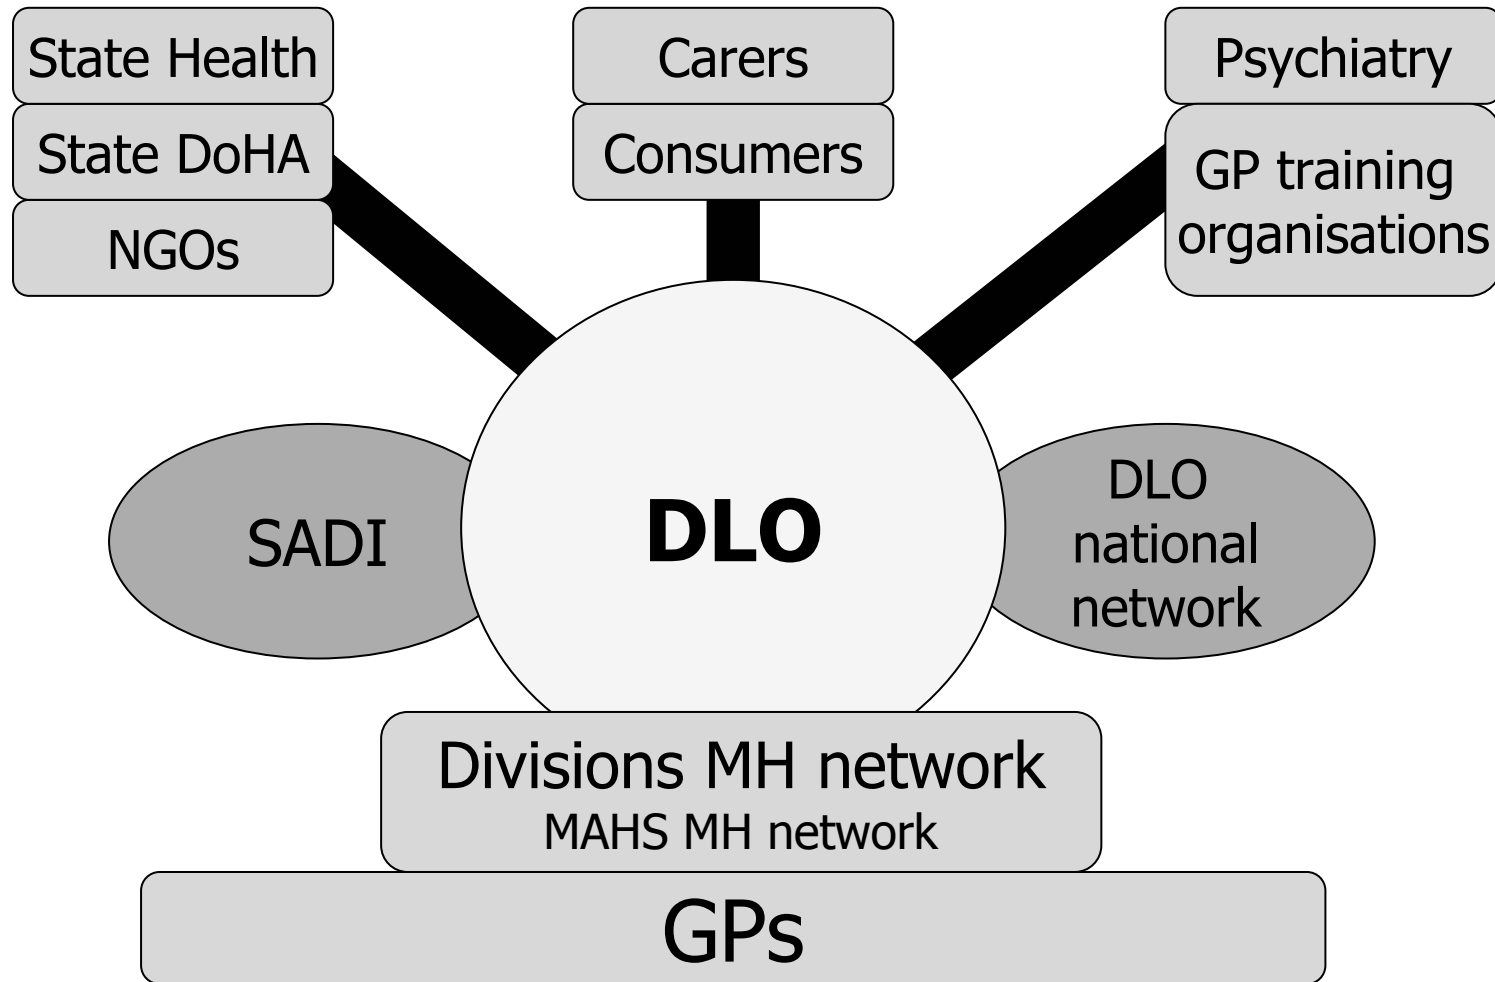 State Health
State DoHA
NGOs
Carers
Consumers
Psychiatry
GP training
organisations
SADI
DLO
DLO
national
network
Divisions MH network
MAHS MH network
GPs